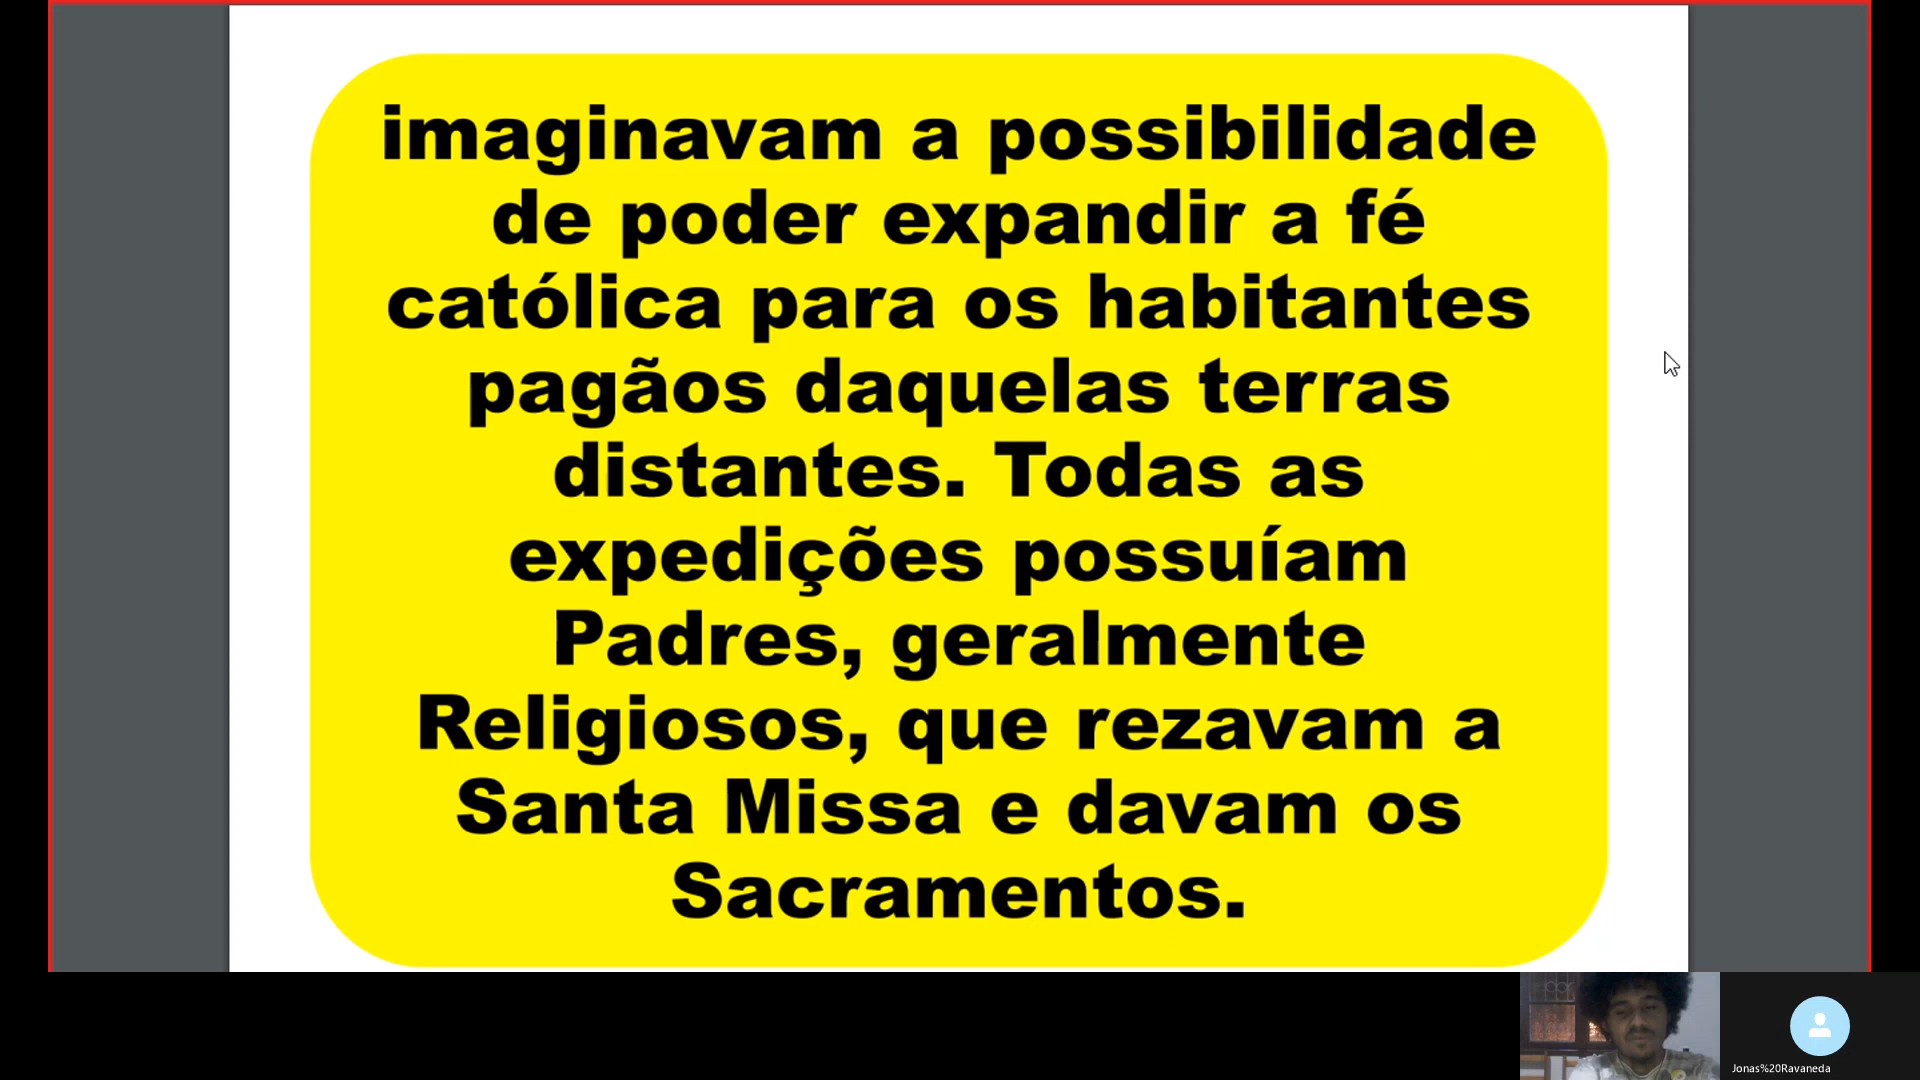 imaginavam a possibilidade
de poder expandir a fé
católica para os habitantes
pagãos daquelas terras
distantes. Todas as
expedições possuíam
Padres, geralmente
Religiosos, que rezavam a
Santa Missa e davam os
Sacramentos.
Jonas%20Ravaneda